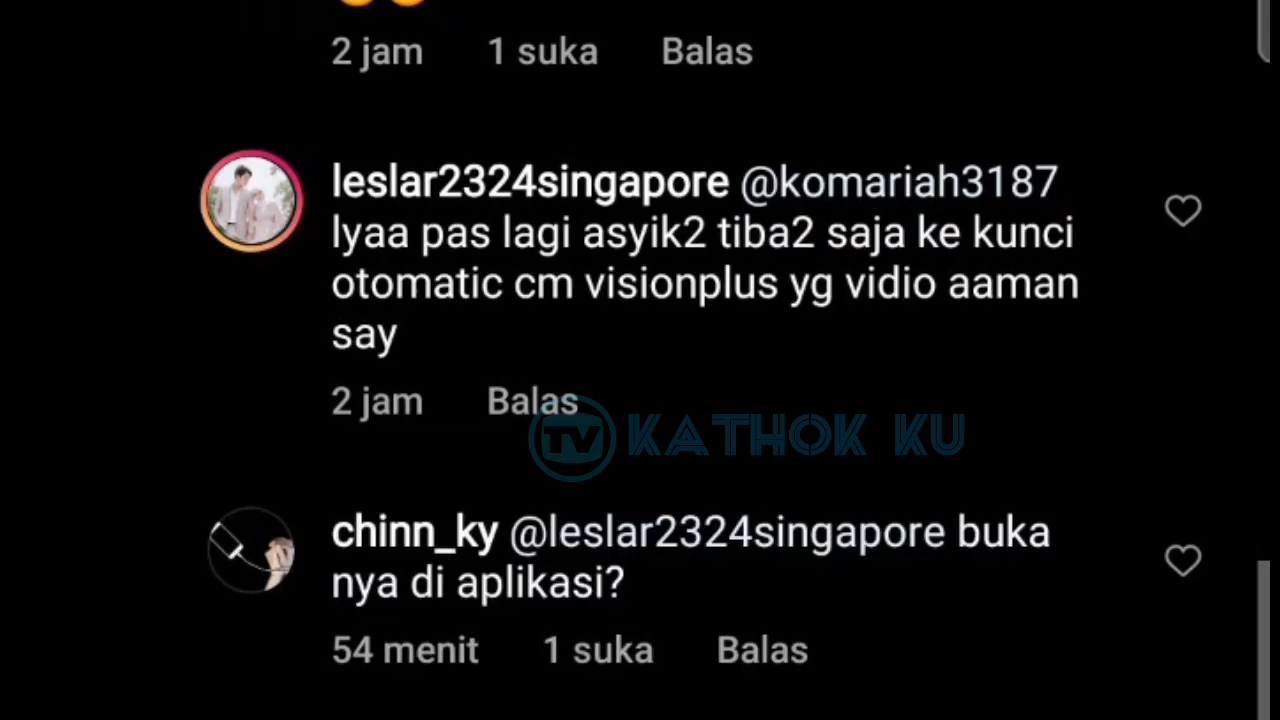 2 jam 1 suka Balas
leslar2324singapore @komariah3187
Iyaa pas lagi asyik2 tiba2 saja ke kunci
otomatic cm visionplus yg vidio aaman
say
2 jam Balas
TV KATHOK KU
chinn_ky @leslar2324singapore buka
nya di aplikasi?
54 menit 1 suka Balas